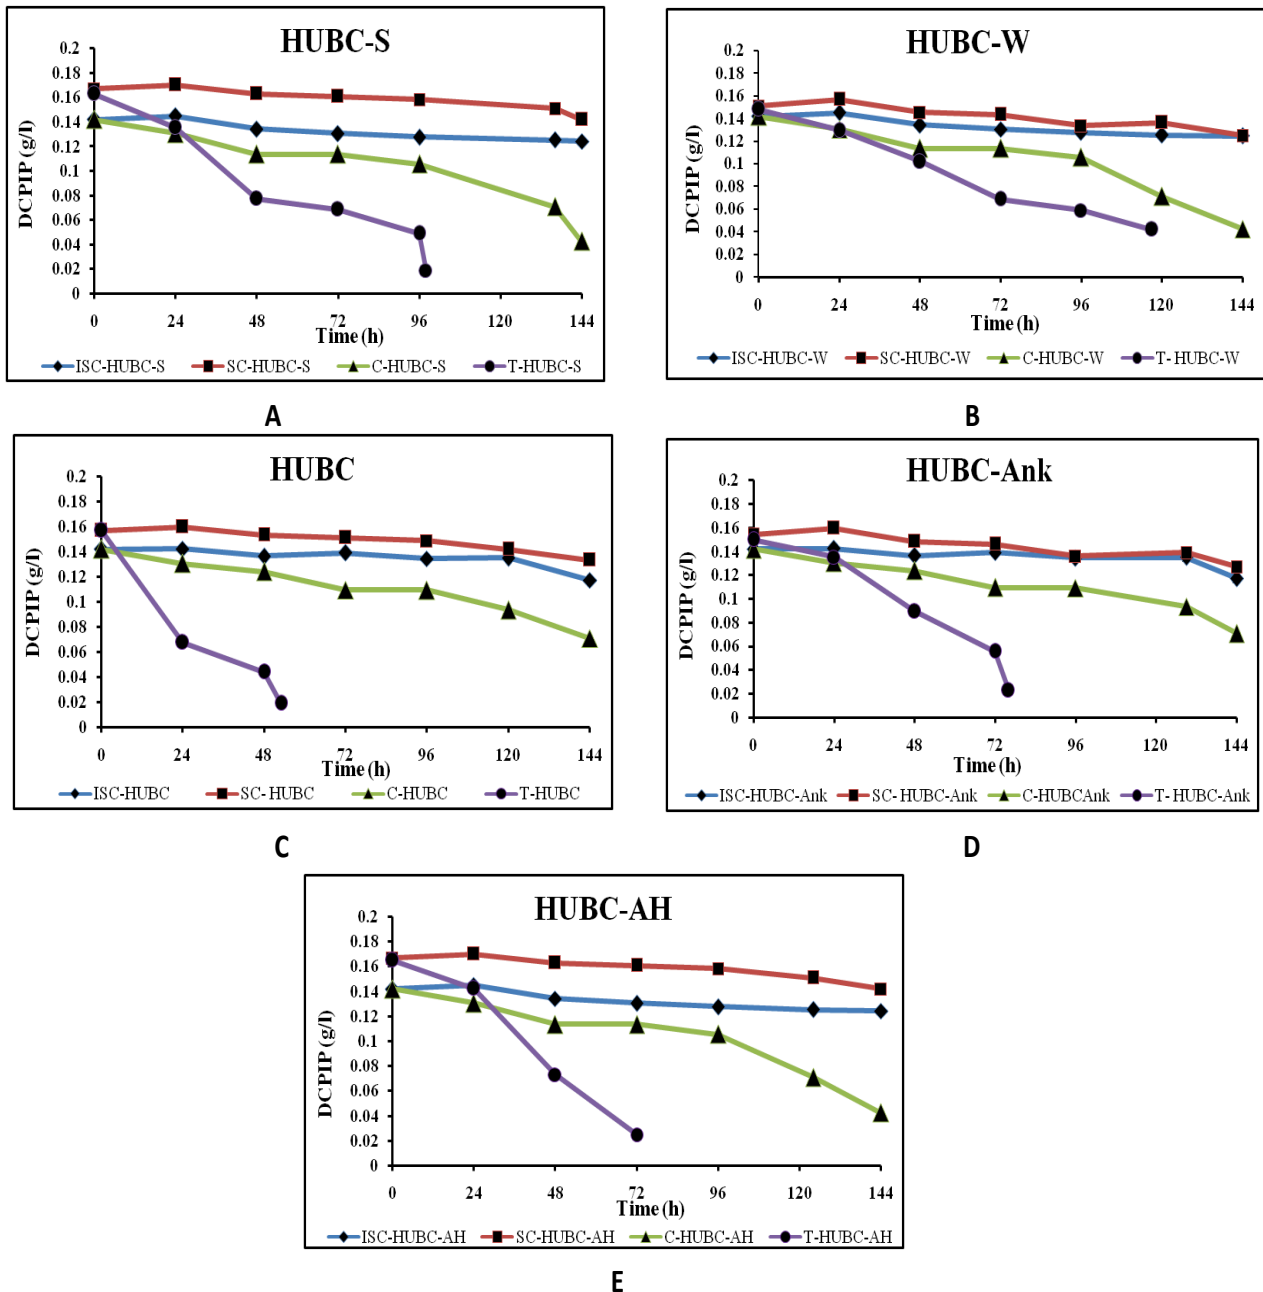 HUBC-S
DCPIP (g/l)
0.2
0.18
0.16
0.14
0.12
0.1
0.08
0.06
0.04
0.02
0
0 24 48 72 96 120 144
Time (h)
ISC-HUBC-S SC-HUBC-S C-HUBC-S T-HUBC-S
A
HUBC-W
DCPIP (g/l)
0.2
0.18
0.16
0.14
0.12
0.1
0.08
0.06
0.04
0.02
0
0 24 48 72 96 120 144
Time (h)
ISC-HUBC-W SC-HUBC-W C-HUBC-W T- HUBC-W
B
HUBC
DCPIP (g/l)
0.2
0.18
0.16
0.14
0.12
0.1
0.08
0.06
0.04
0.02
0
0 24 48 72 96 120 144
Time (h)
ISC-HUBC SC- HUBC C-HUBC T-HUBC
C
HUBC-Ank
DCPIP (g/l)
0.2
0.18
0.16
0.14
0.12
0.1
0.08
0.06
0.04
0.02
0
0 24 48 72 96 120 144
Time (h)
ISC-HUBC-Ank SC- HUBC-Ank C-HUBCAnk T- HUBC-Ank
D
HUBC-AH
DCPIP (g/l)
0.2
0.18
0.16
0.14
0.12
0.1
0.08
0.06
0.04
0.02
0
0 24 48 72 96 120 144
Time (h)
ISC-HUBC-AH SC-HUBC-AH C-HUBC-AH T-HUBC-AH
E